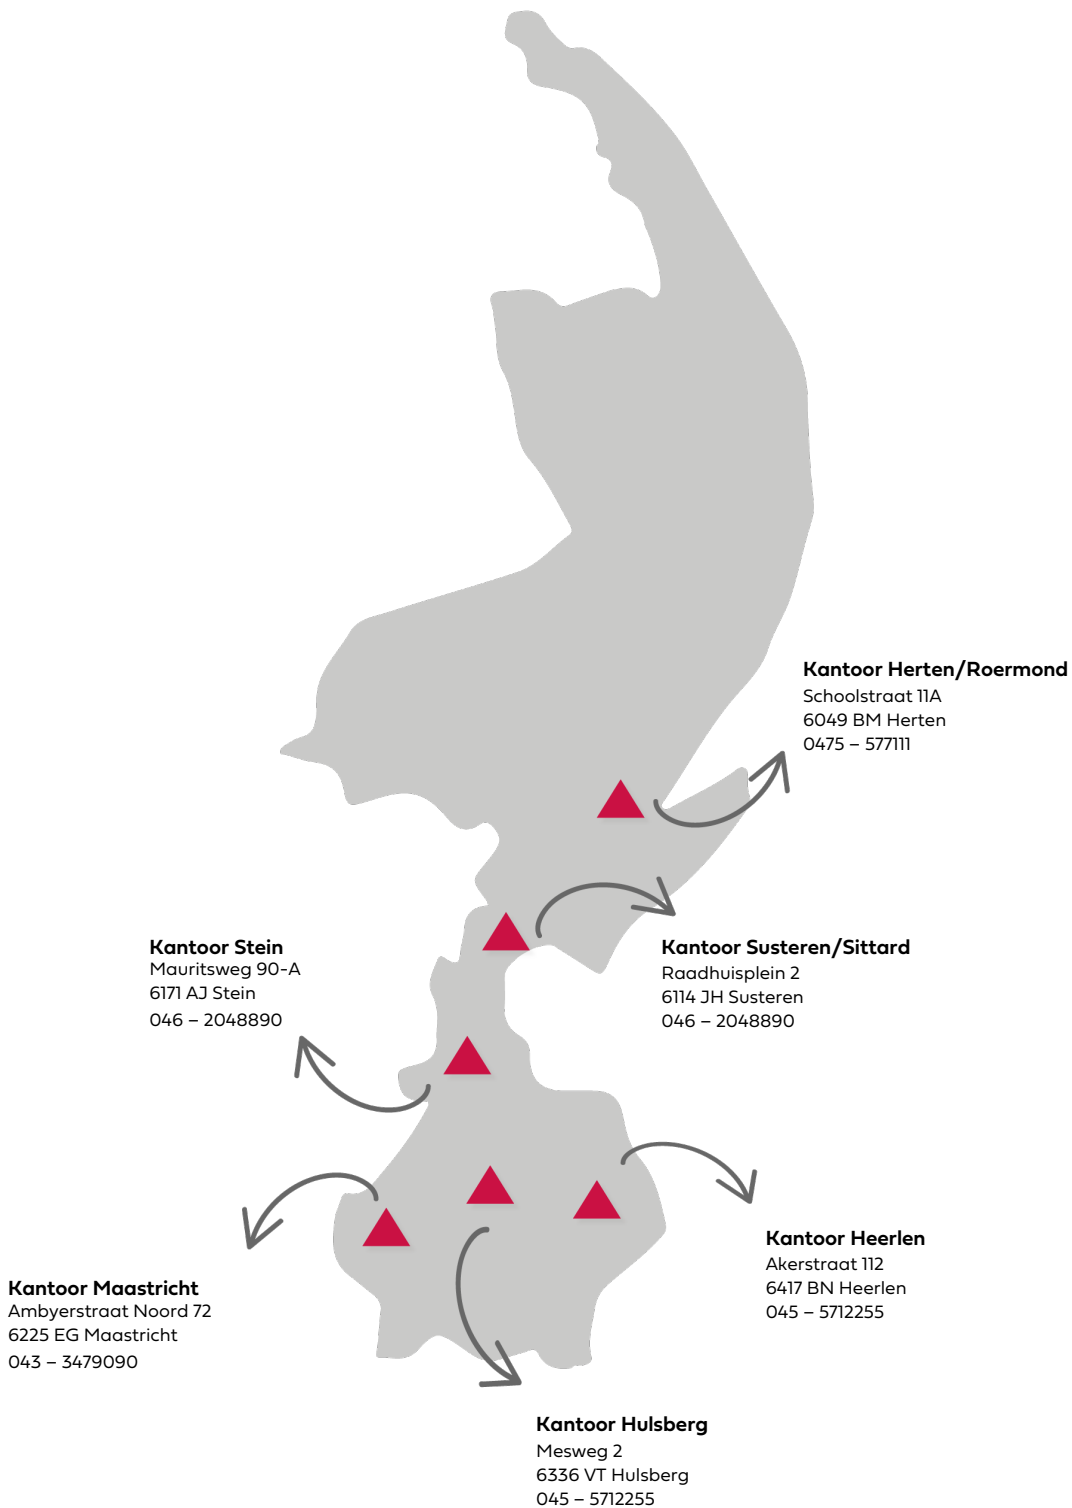 Kantoor Herten/Roermond
Schoolstraat 11A
6049 BM Herten
0475 – 577111
Kantoor Stein
Mauritsweg 90-A
6171 AJ Stein
046 – 2048890
Kantoor Susteren/Sittard
Raadhuisplein 2
6114 JH Susteren
046 – 2048890
Kantoor Heerlen
Akerstraat 112
6417 BN Heerlen
045 – 5712255
Kantoor Maastricht
Ambyerstraat Noord 72
6225 EG Maastricht
043 – 3479090
Kantoor Hulsberg
Mesweg 2
6336 VT Hulsberg
045 – 5712255